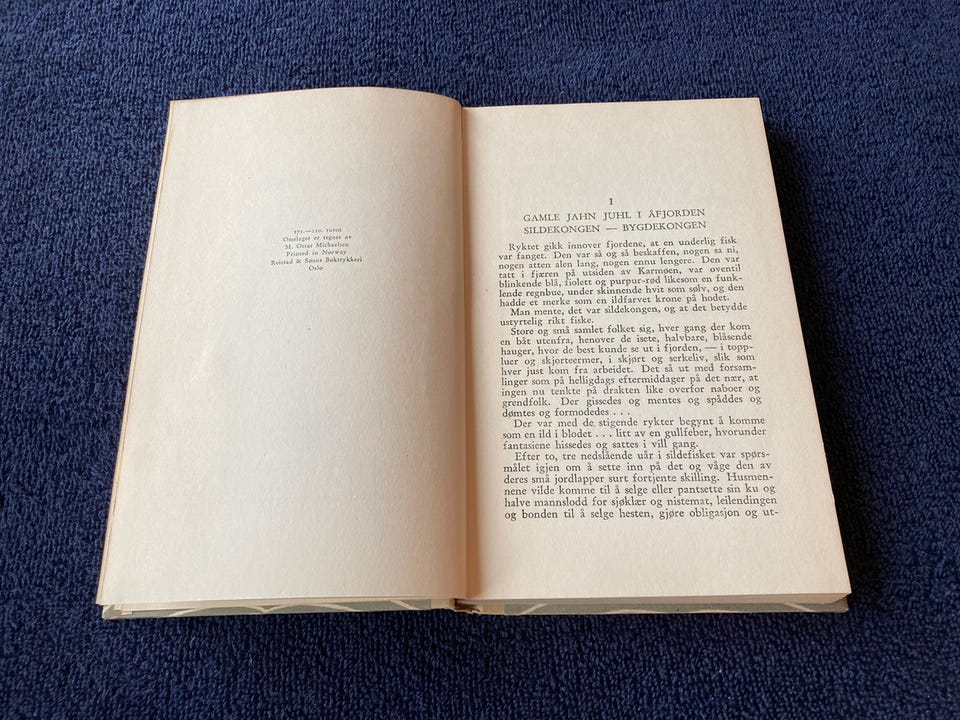 tusen
Omslaget er tegnet av
M. Ottar Michaelsen
Printed in Norway
Reistad & Sønns Boktrykkeri
Oslo
I
GAMLE JAHN JUHL I ÅFJORDEN
SILDEKONGEN — BYGDEKONGEN
Ryktet gikk innover fjordene, at en underlig fisk
var fanget. Den var så og så beskaffen, nogen sa ni,
nogen atten alen lang, nogen ennu lengere. Den var
tatt i fjæren på utsiden av Karmøen, var oventil
blinkende blå, fiolett og purpur-rød likesom en funk-
lende regnbue, under skinnende hvit som sølv, og den
hadde et merke som en ildfarvet krone på hodet.
Man mente, det var sildekongen, og at det betydde
ustyrtelig rikt fiske.
Store og små samlet folket sig, hver gang der kom
en båt utenfra, henover de isete, halvbare, blåsende
hauger, hvor de best kunde se ut i fjorden, — i topp-
luer og skjorteermer, i skjørt og serkeliv, slik som
hver just kom fra arbeidet. Det så ut med forsam-
linger som på helligdags eftermiddager på det nær, at
ingen nu tenkte på drakten like overfor naboer og
grendfolk. Der gissedes og mentes og spåddes og
dømtes og formodedes . . .
Der var med de stigende rykter begynt å komme
som en ild i blodet . . . litt av en gullfeber, hvorunder
fantasiene hissedes og sattes i vill gang.
Efter to, tre nedslående uår i sildefisket var spørs-
målet igjen om å sette inn på det og våge den av
deres små jordlapper surt fortjente skilling. Husmen-
nene vilde komme til å selge eller pantsette sin ku og
halve mannslodd for sjøklær og nistemat, leilendingen
og bonden til å selge hesten, gjøre obligasjon og ut-